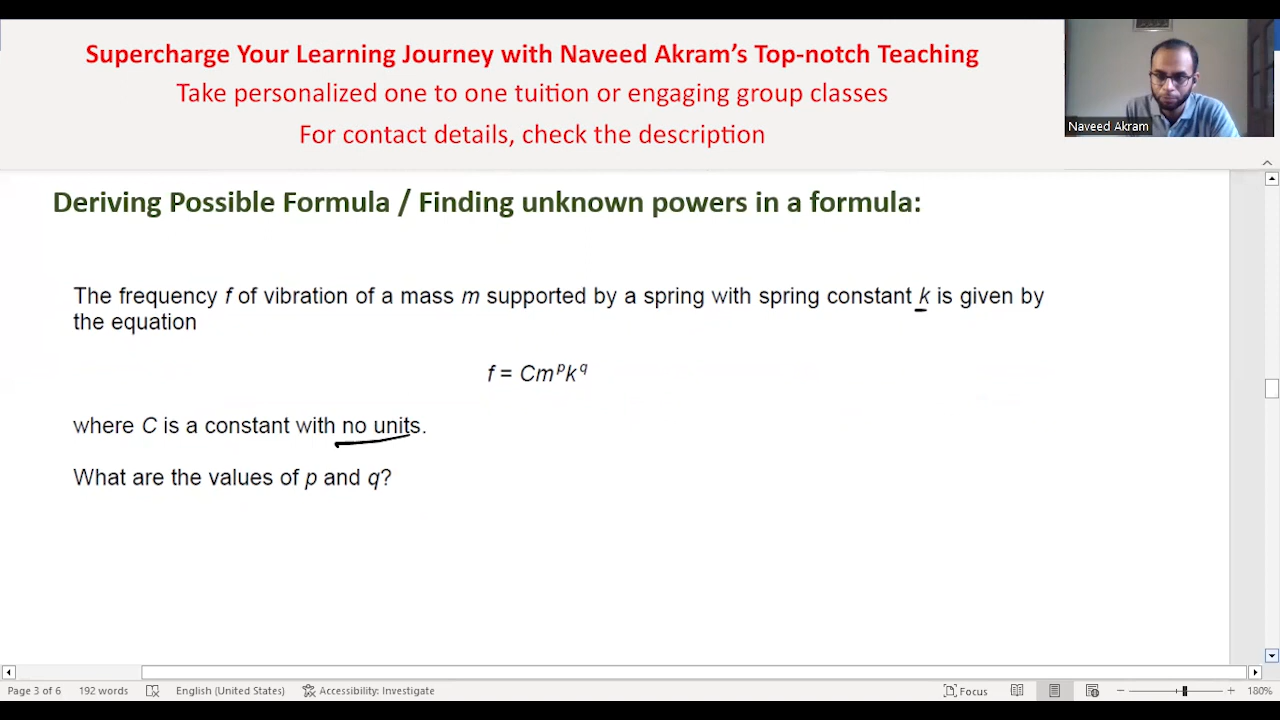 Supercharge Your Learning Journey with Naveed Akram's Top-notch Teaching
Take personalized one to one tuition or engaging group classes
For contact details, check the description
Naveed Akram
Deriving Possible Formula / Finding unknown powers in a formula:
The frequency f of vibration of a mass m supported by a spring with spring constant k is given by
the equation
f = Cm^p k^q
where C is a constant with no units.
What are the values of p and q?
Page 3 of 6 192 words English (United States) Accessibility: Investigate Focus 180%